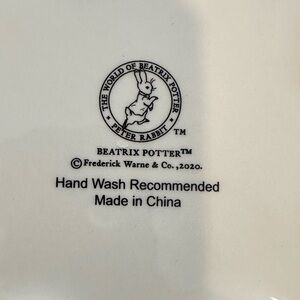 THE WORLD OF BEATRIX POTTER
PETER RABBIT
TM
BEATRIX POTTER™
© Frederick Warne & Co.,2020.
Hand Wash Recommended
Made in China